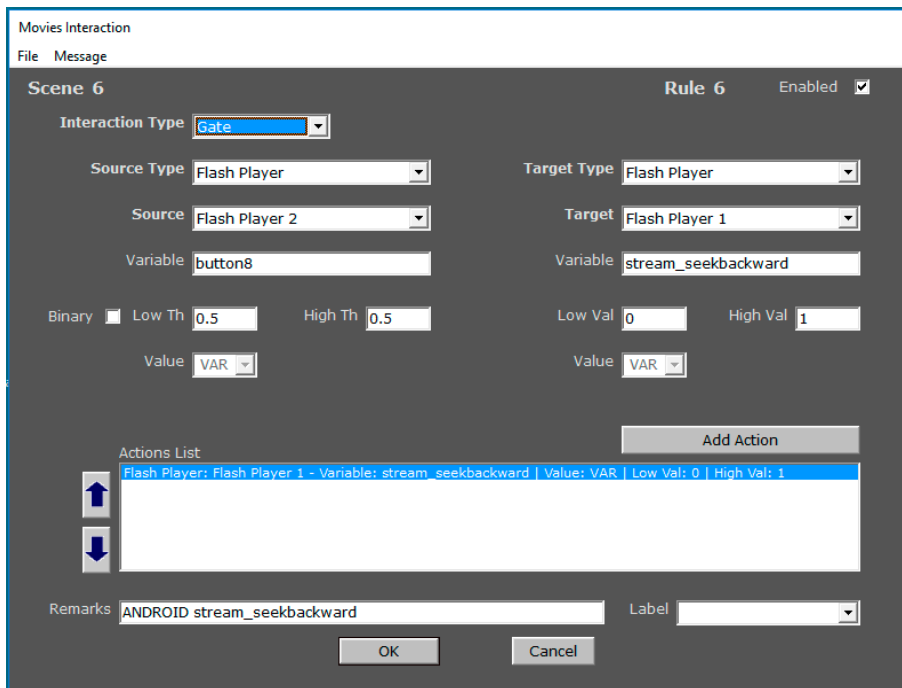 Movies Interaction
File Message
Scene 6 Rule 6 Enabled
Interaction Type Gate
Source Type Flash Player Target Type Flash Player
Source Flash Player 2 Target Flash Player 1
Variable button8 Variable stream_seekbackward
Binary Low Th 0.5 High Th 0.5 Low Val 0 High Val 1
Value VAR Value VAR
Add Action
Actions List
Flash Player: Flash Player 1 - Variable: stream_seekbackward | Value: VAR | Low Val: 0 | High Val: 1
Remarks ANDROID stream_seekbackward Label
OK Cancel